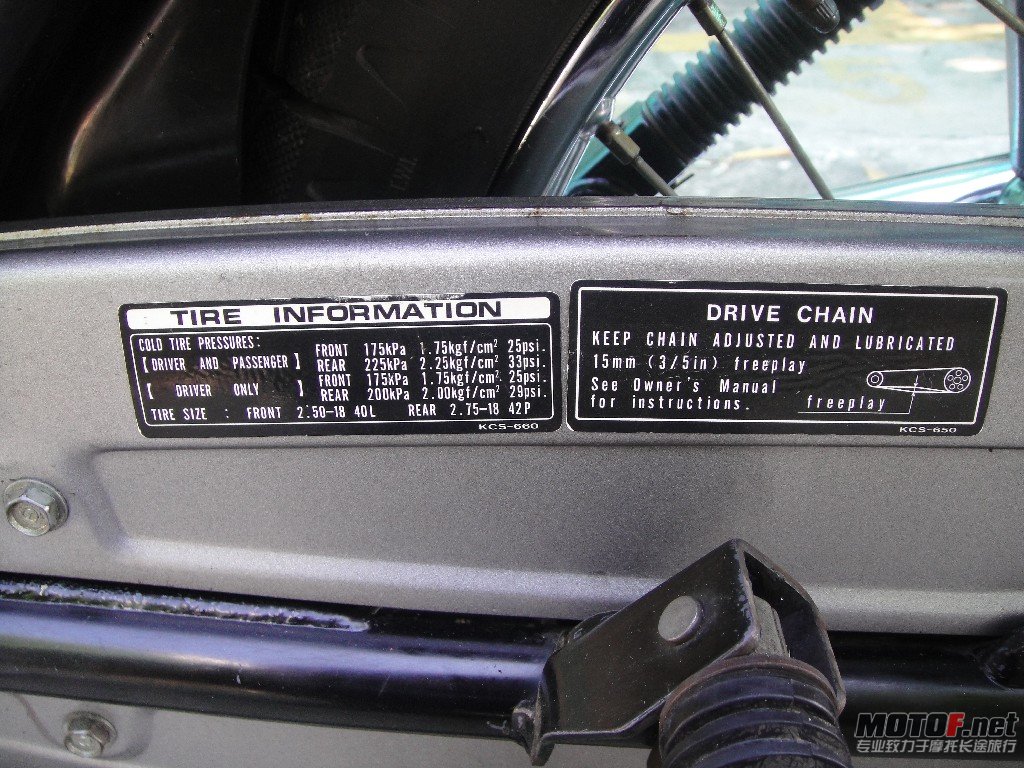 TIRE INFORMATION
COLD TIRE PRESSURES:
[DRIVER AND PASSENGER] FRONT 175kPa 1.75kgf/cm² 25psi.
REAR 225kPa 2.25kgf/cm² 33psi.
[DRIVER ONLY] FRONT 175kPa 1.75kgf/cm² 25psi.
REAR 200kPa 2.00kgf/cm² 29psi.
TIRE SIZE : FRONT 2.50-18 40L REAR 2.75-18 42P
KCS-660
DRIVE CHAIN
KEEP CHAIN ADJUSTED AND LUBRICATED
15mm (3/5in) freeplay
See Owner's Manual
for instructions.
freeplay
KCS-650
MOTOF.net
专业致力于摩托长途旅行